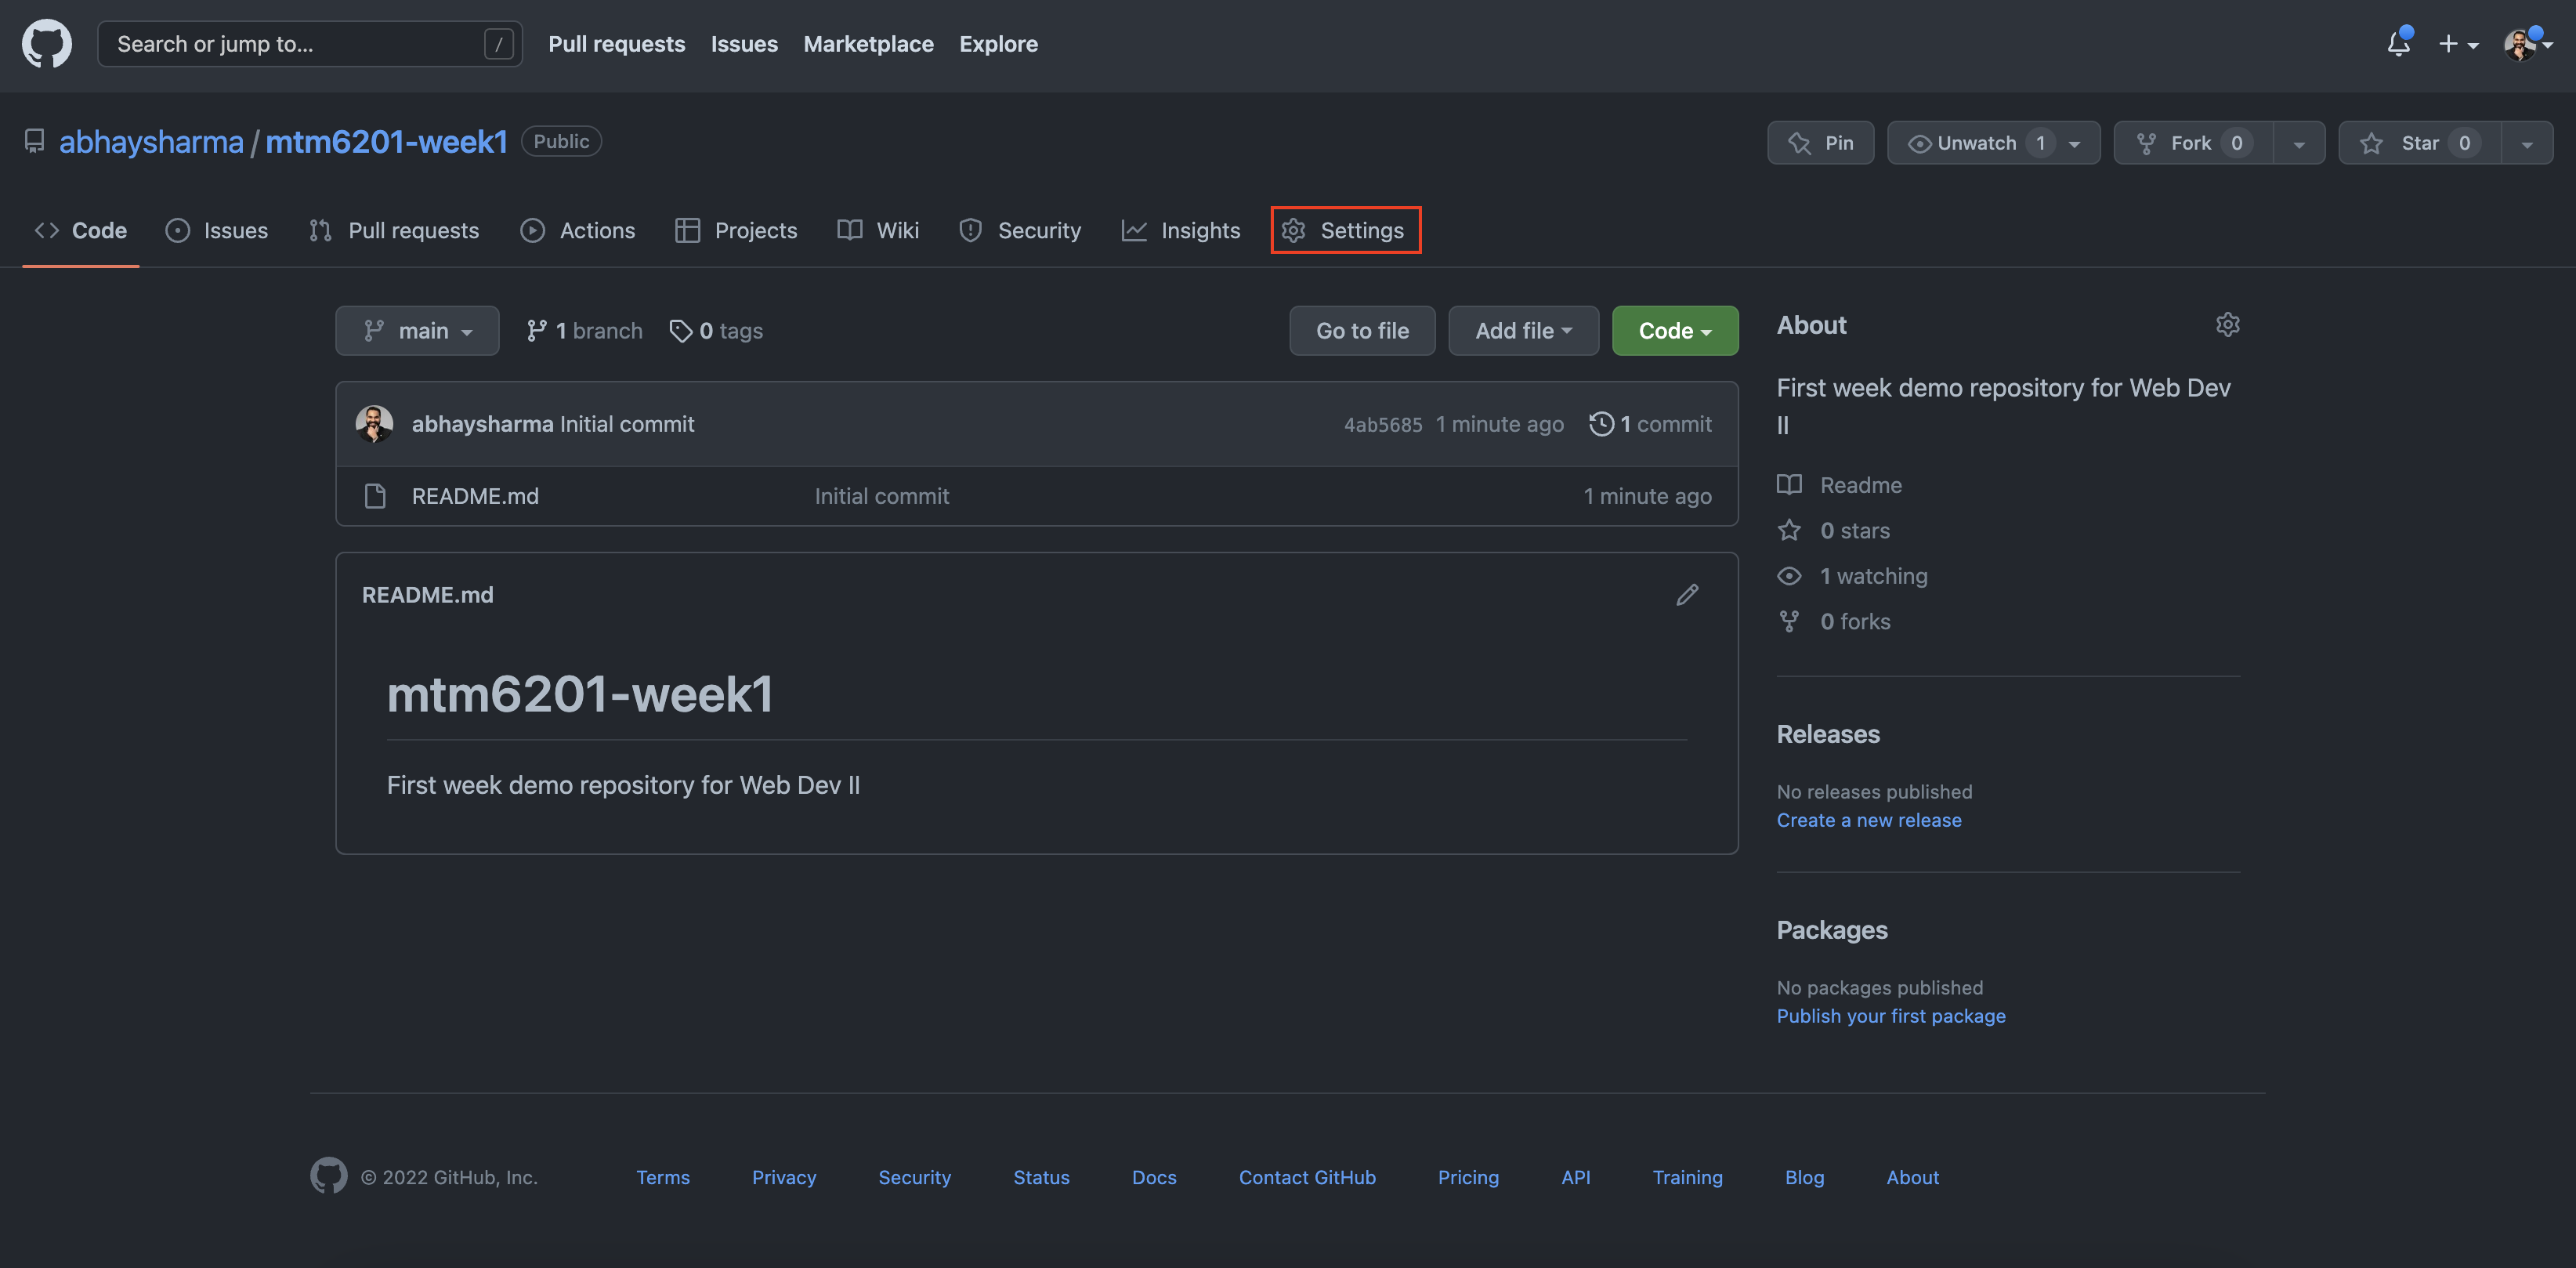 Search or jump to... / Pull requests Issues Marketplace Explore
abhaysharma / mtm6201-week1 Public Pin Unwatch 1 Fork 0 Star 0
Code Issues Pull requests Actions Projects Wiki Security Insights Settings
main 1 branch 0 tags Go to file Add file Code
abhaysharma Initial commit 4ab5685 1 minute ago 1 commit
README.md Initial commit 1 minute ago
README.md
mtm6201-week1
First week demo repository for Web Dev II
About
First week demo repository for Web Dev
II
Readme
0 stars
1 watching
0 forks
Releases
No releases published
Create a new release
Packages
No packages published
Publish your first package
© 2022 GitHub, Inc. Terms Privacy Security Status Docs Contact GitHub Pricing API Training Blog About